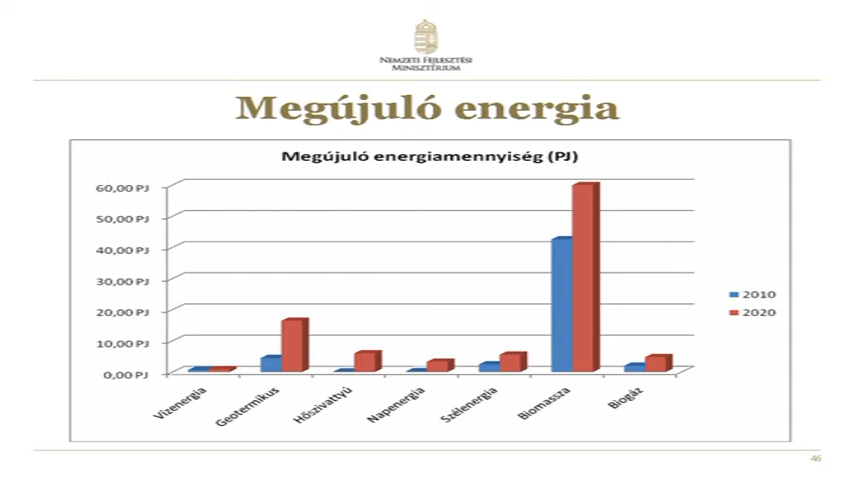 NEMZETI FEJLESZTÉSI
MINISZTÉRIUM
Megújuló energia
Megújuló energiamennyiség (PJ)
60,00 PJ
50,00 PJ
40,00 PJ
30,00 PJ
20,00 PJ
10,00 PJ
0,00 PJ
2010
2020
Vízenergia
Geotermikus
Hőszivattyú
Napenergia
Szélenergia
Biomassza
Biogáz
46